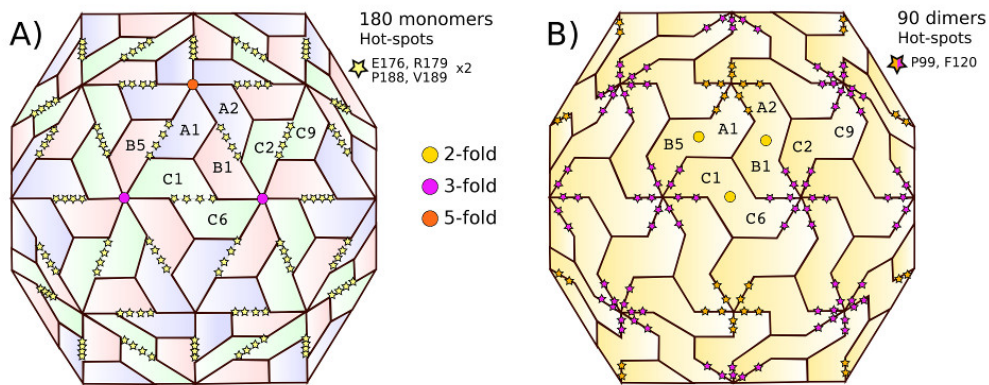 A)
180 monomers
Hot-spots
E176, R179
P188, V189
x2
A1
A2
B5
B1
C2
C9
C1
C6
2-fold
3-fold
5-fold
B)
90 dimers
Hot-spots
P99, F120
A2
A1
B5
B1
C2
C9
C1
C6